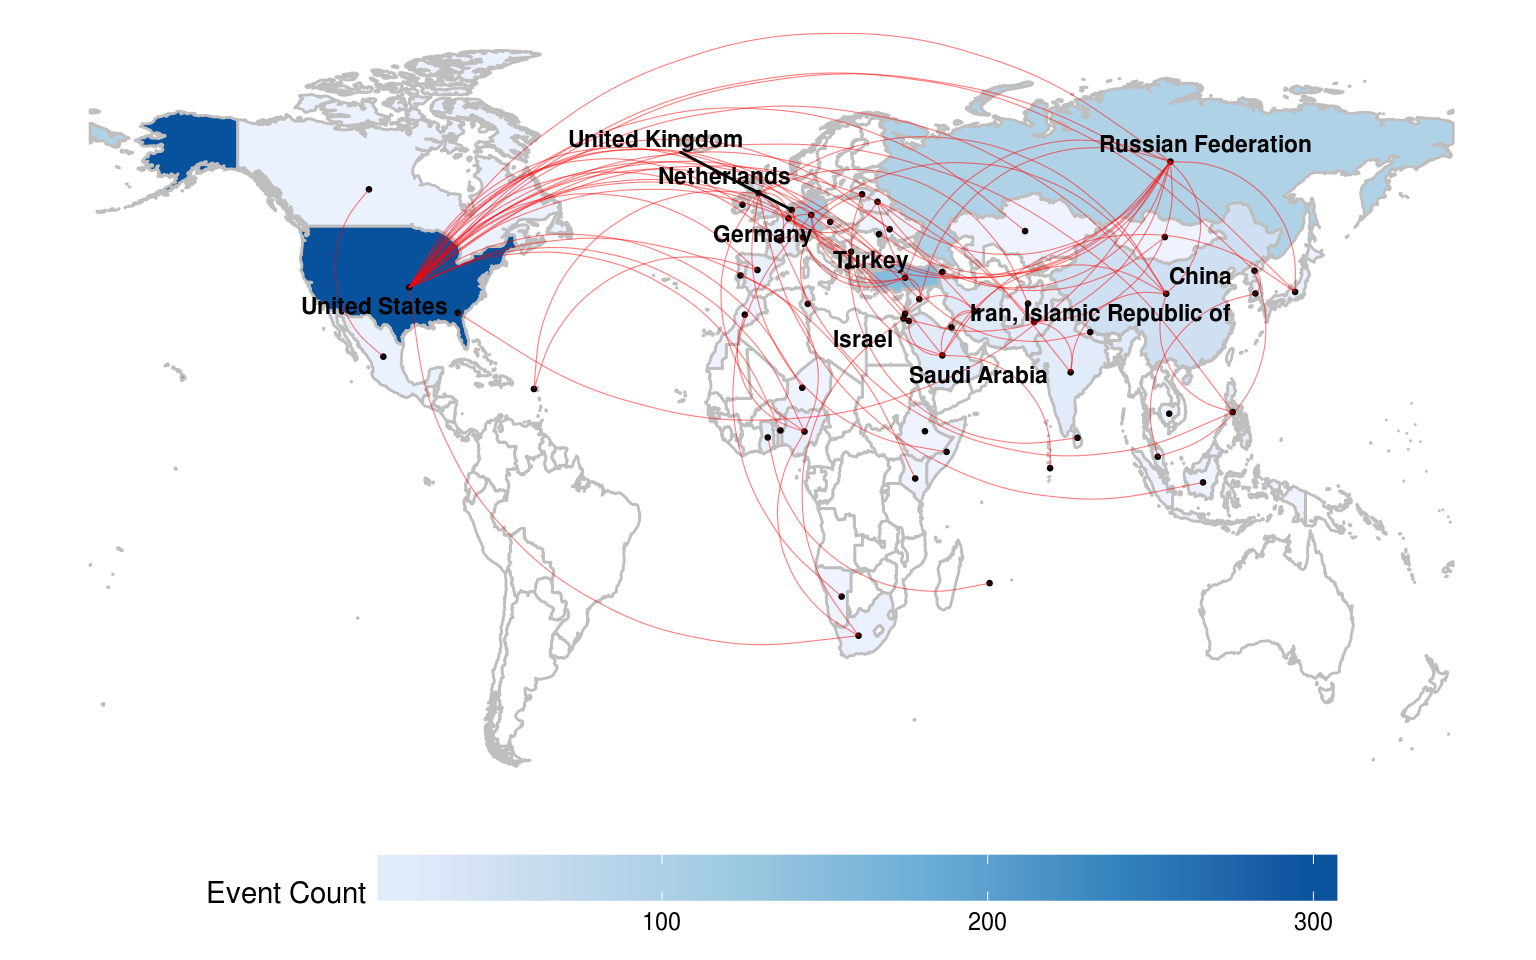 United Kingdom
Russian Federation
Netherlands
Germany
Turkey
China
United States
Iran, Islamic Republic of
Israel
Saudi Arabia
Event Count
100
200
300